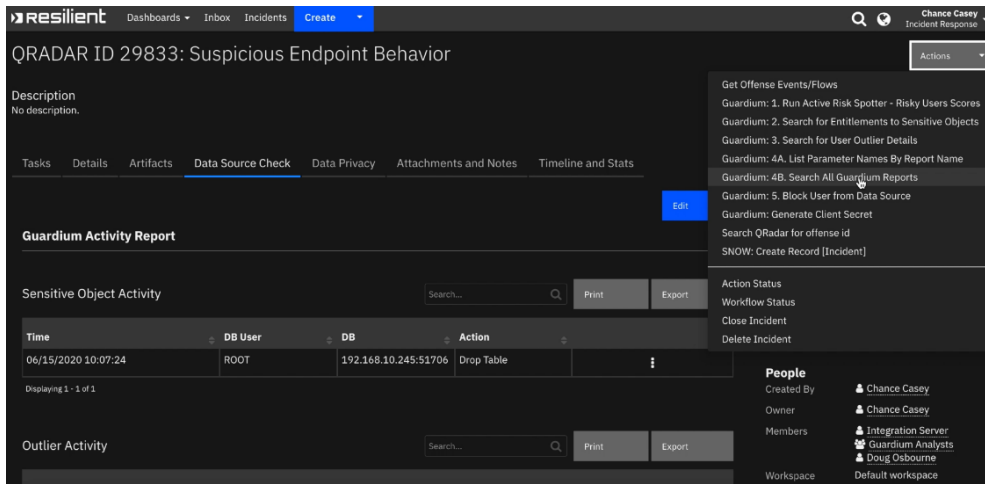 Resilient Dashboards Inbox Incidents Create Chance Casey
Incident Response
QRADAR ID 29833: Suspicious Endpoint Behavior
Actions
Description
No description.
Get Offense Events/Flows
Guardium: 1. Run Active Risk Spotter - Risky Users Scores
Guardium: 2. Search for Entitlements to Sensitive Objects
Guardium: 3. Search for User Outlier Details
Guardium: 4A. List Parameter Names By Report Name
Guardium: 4B. Search All Guardium Reports
Guardium: 5. Block User from Data Source
Guardium: Generate Client Secret
Search QRadar for offense id
SNOW: Create Record [Incident]
Action Status
Workflow Status
Close Incident
Delete Incident
Tasks Details Artifacts Data Source Check Data Privacy Attachments and Notes Timeline and Stats
Edit
Guardium Activity Report
Sensitive Object Activity Search... Print Export
Time DB User DB Action
06/15/2020 10:07:24 ROOT 192.168.10.245:51706 Drop Table
Displaying 1 - 1 of 1
Outlier Activity Search... Print Export
People
Created By Chance Casey
Owner Chance Casey
Members Integration Server
Guardium Analysts
Doug Osbourne
Workspace Default workspace